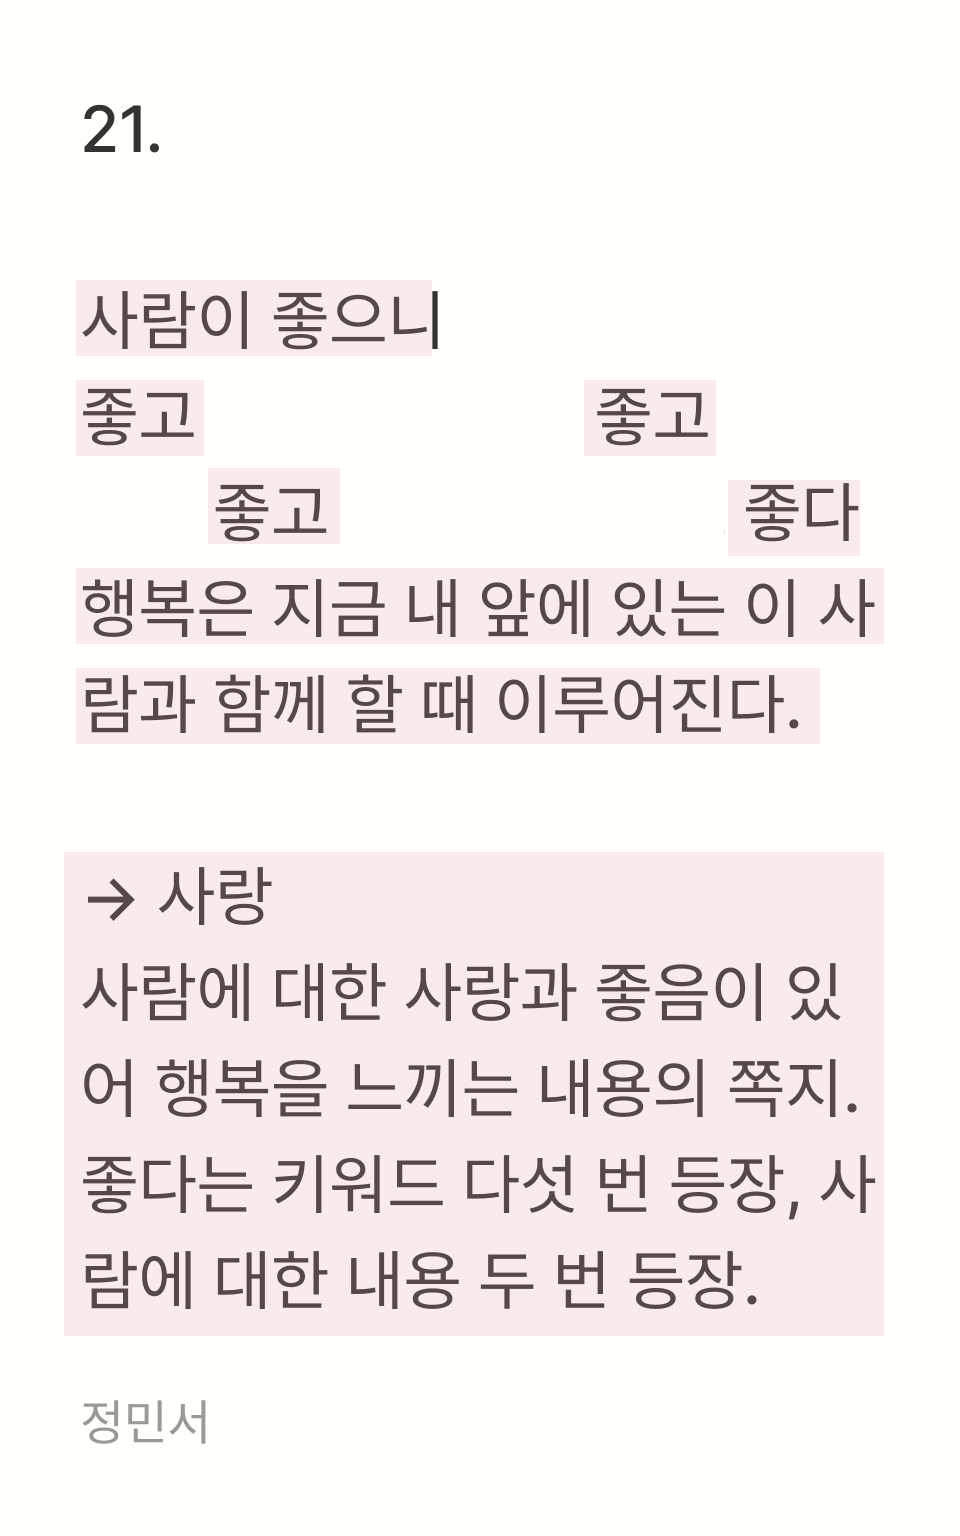 21.
사람이 좋으니
좋고 좋고
좋고 좋다
행복은 지금 내 앞에 있는 이 사
람과 함께 할 때 이루어진다.
→ 사랑
사람에 대한 사랑과 좋음이 있
어 행복을 느끼는 내용의 쪽지.
좋다는 키워드 다섯 번 등장, 사
람에 대한 내용 두 번 등장.
정민서